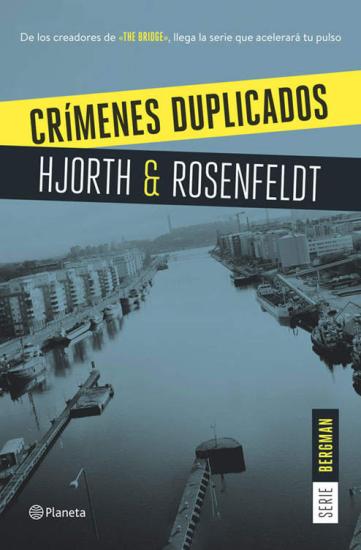 De los creadores de «THE BRIDGE», llega la serie que acelerará tu pulso
CRÍMENES DUPLICADOS
HJORTH & ROSENFELDT
SERIE BERGMAN
Planeta